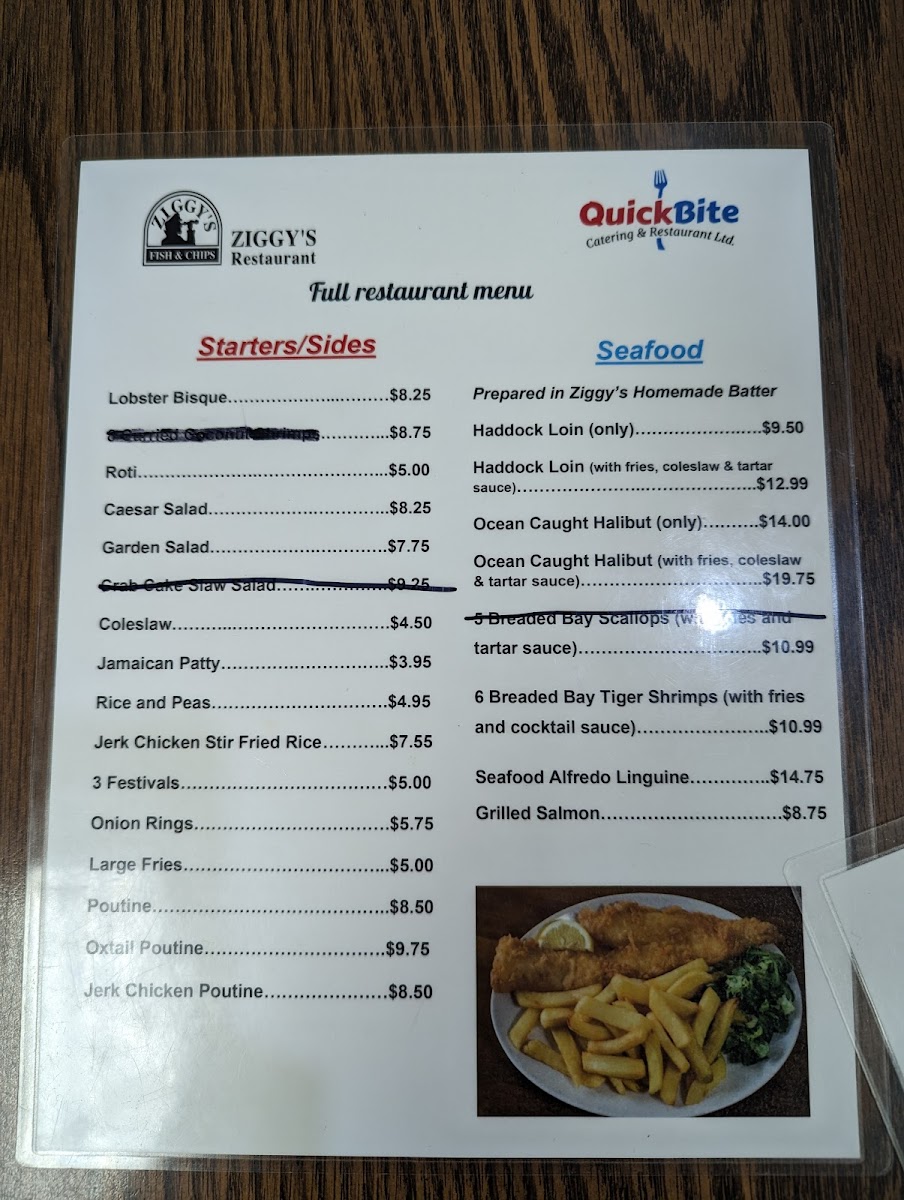 ZIGGY'S
FISH & CHIPS
ZIGGY'S
Restaurant
QuickBite
Catering & Restaurant Ltd.
Full restaurant menu
Starters/Sides
Lobster Bisque.............................$8.25
Coconut Shrimps............$8.75
Roti.............................................$5.00
Caesar Salad................................$8.25
Garden Salad...............................$7.75
Crab Cake Slaw Salad....................$9.25
Coleslaw......................................$4.50
Jamaican Patty..............................$3.95
Rice and Peas...............................$4.95
Jerk Chicken Stir Fried Rice............$7.55
3 Festivals.....................................$5.00
Onion Rings...................................$5.75
Large Fries.....................................$5.00
Poutine..........................................$8.50
Oxtail Poutine.................................$9.75
Jerk Chicken Poutine.......................$8.50
Seafood
Prepared in Ziggy's Homemade Batter
Haddock Loin (only).......................$9.50
Haddock Loin (with fries, coleslaw & tartar
sauce)...........................................$12.99
Ocean Caught Halibut (only)..........$14.00
Ocean Caught Halibut (with fries, coleslaw
& tartar sauce)................................$19.75
5 Breaded Bay Scallops (with fries and
tartar sauce)................................$10.99
6 Breaded Bay Tiger Shrimps (with fries
and cocktail sauce).......................$10.99
Seafood Alfredo Linguine..............$14.75
Grilled Salmon................................$8.75